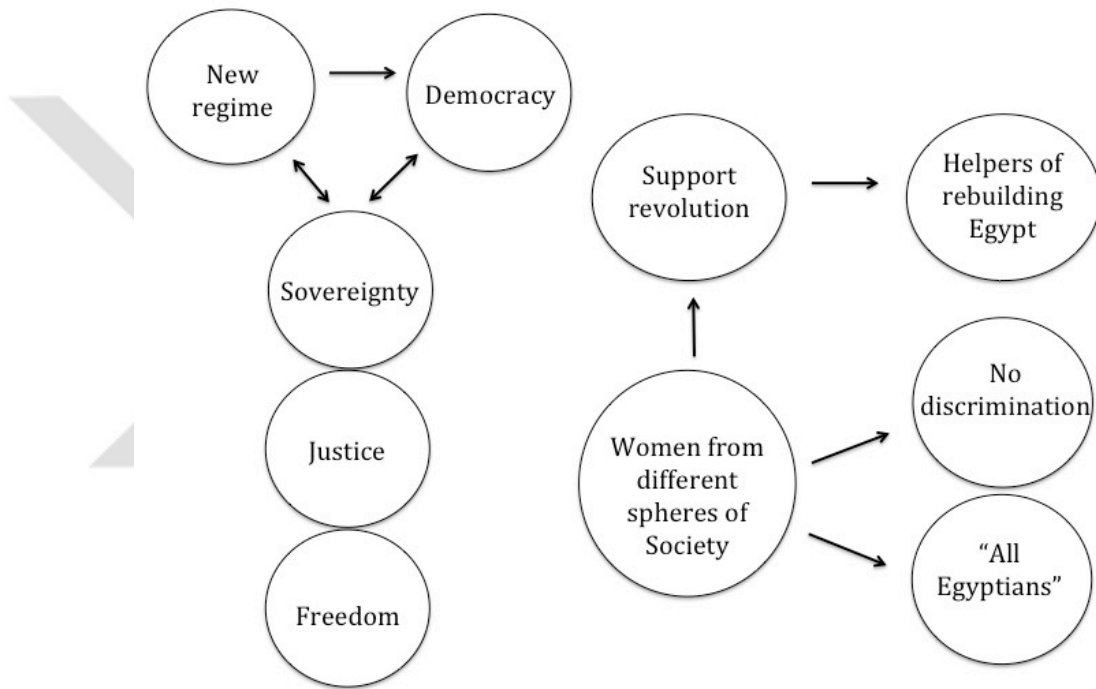 New
regime
Democracy
Sovereignty
Justice
Freedom
Support
revolution
Helpers of
rebuilding
Egypt
Women from
different
spheres of
Society
No
discrimination
“All
Egyptians”